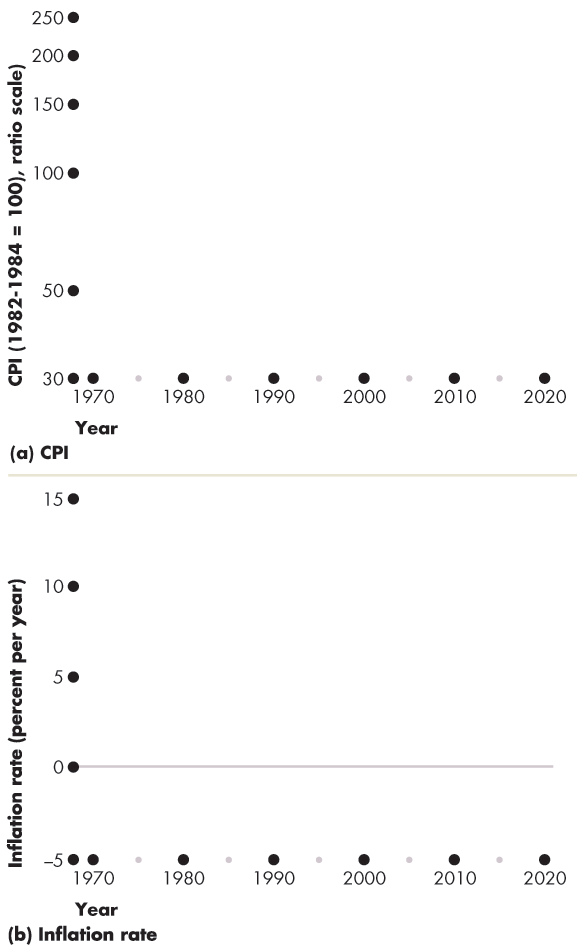 250
200
150
100
50
30
CPI (1982-1984 = 100), ratio scale)
1970 1980 1990 2000 2010 2020
Year
(a) CPI
15
10
5
0
–5
Inflation rate (percent per year)
1970 1980 1990 2000 2010 2020
Year
(b) Inflation rate